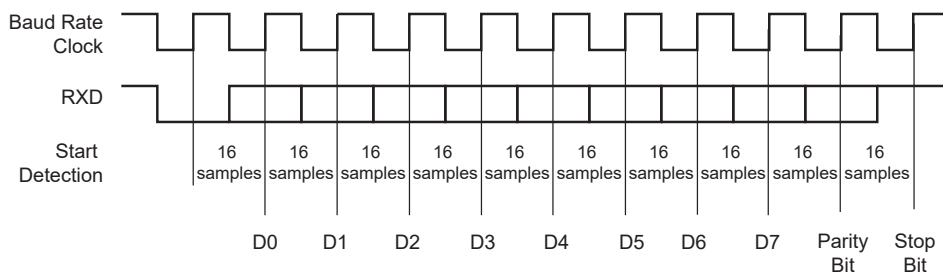 Baud Rate
Clock
RXD
Start
Detection
16 16 16 16 16 16 16 16 16 16
samples samples samples samples samples samples samples samples samples samples
D0 D1 D2 D3 D4 D5 D6 D7 Parity Stop
Bit Bit